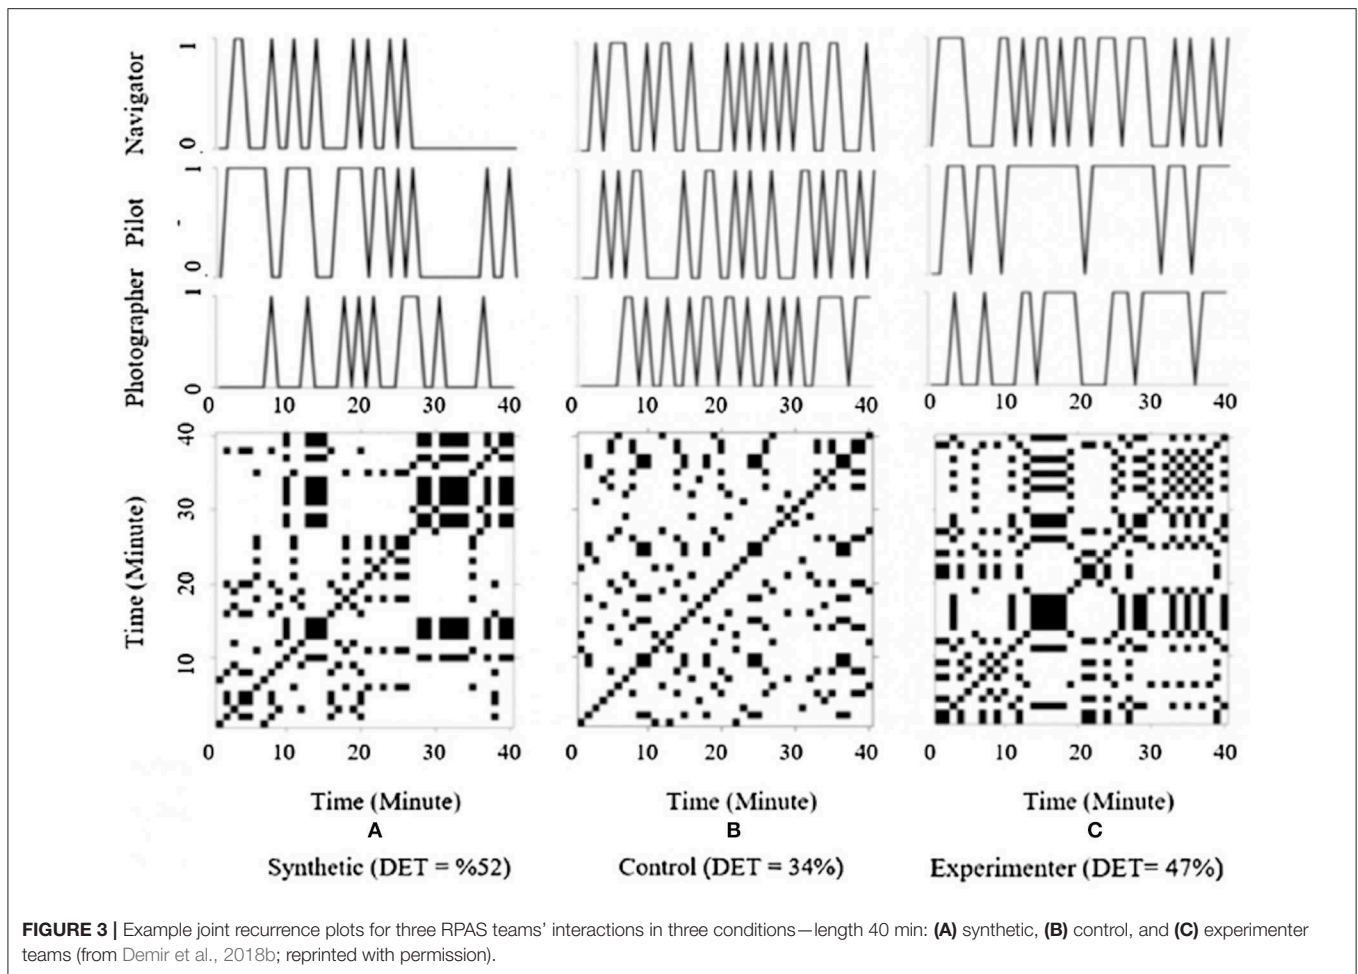 Navigator
1
0
Pilot
1
0
Photographer
1
0
0 10 20 30 40
0 10 20 30 40
0 10 20 30 40
Time (Minute)
40
30
20
10
0 10 20 30 40
0 10 20 30 40
0 10 20 30 40
Time (Minute) Time (Minute) Time (Minute)
A B C
Synthetic (DET = %52) Control (DET = 34%) Experimenter (DET= 47%)
FIGURE 3 | Example joint recurrence plots for three RPAS teams’ interactions in three conditions—length 40 min: (A) synthetic, (B) control, and (C) experimenter
teams (from Demir et al., 2018b; reprinted with permission).